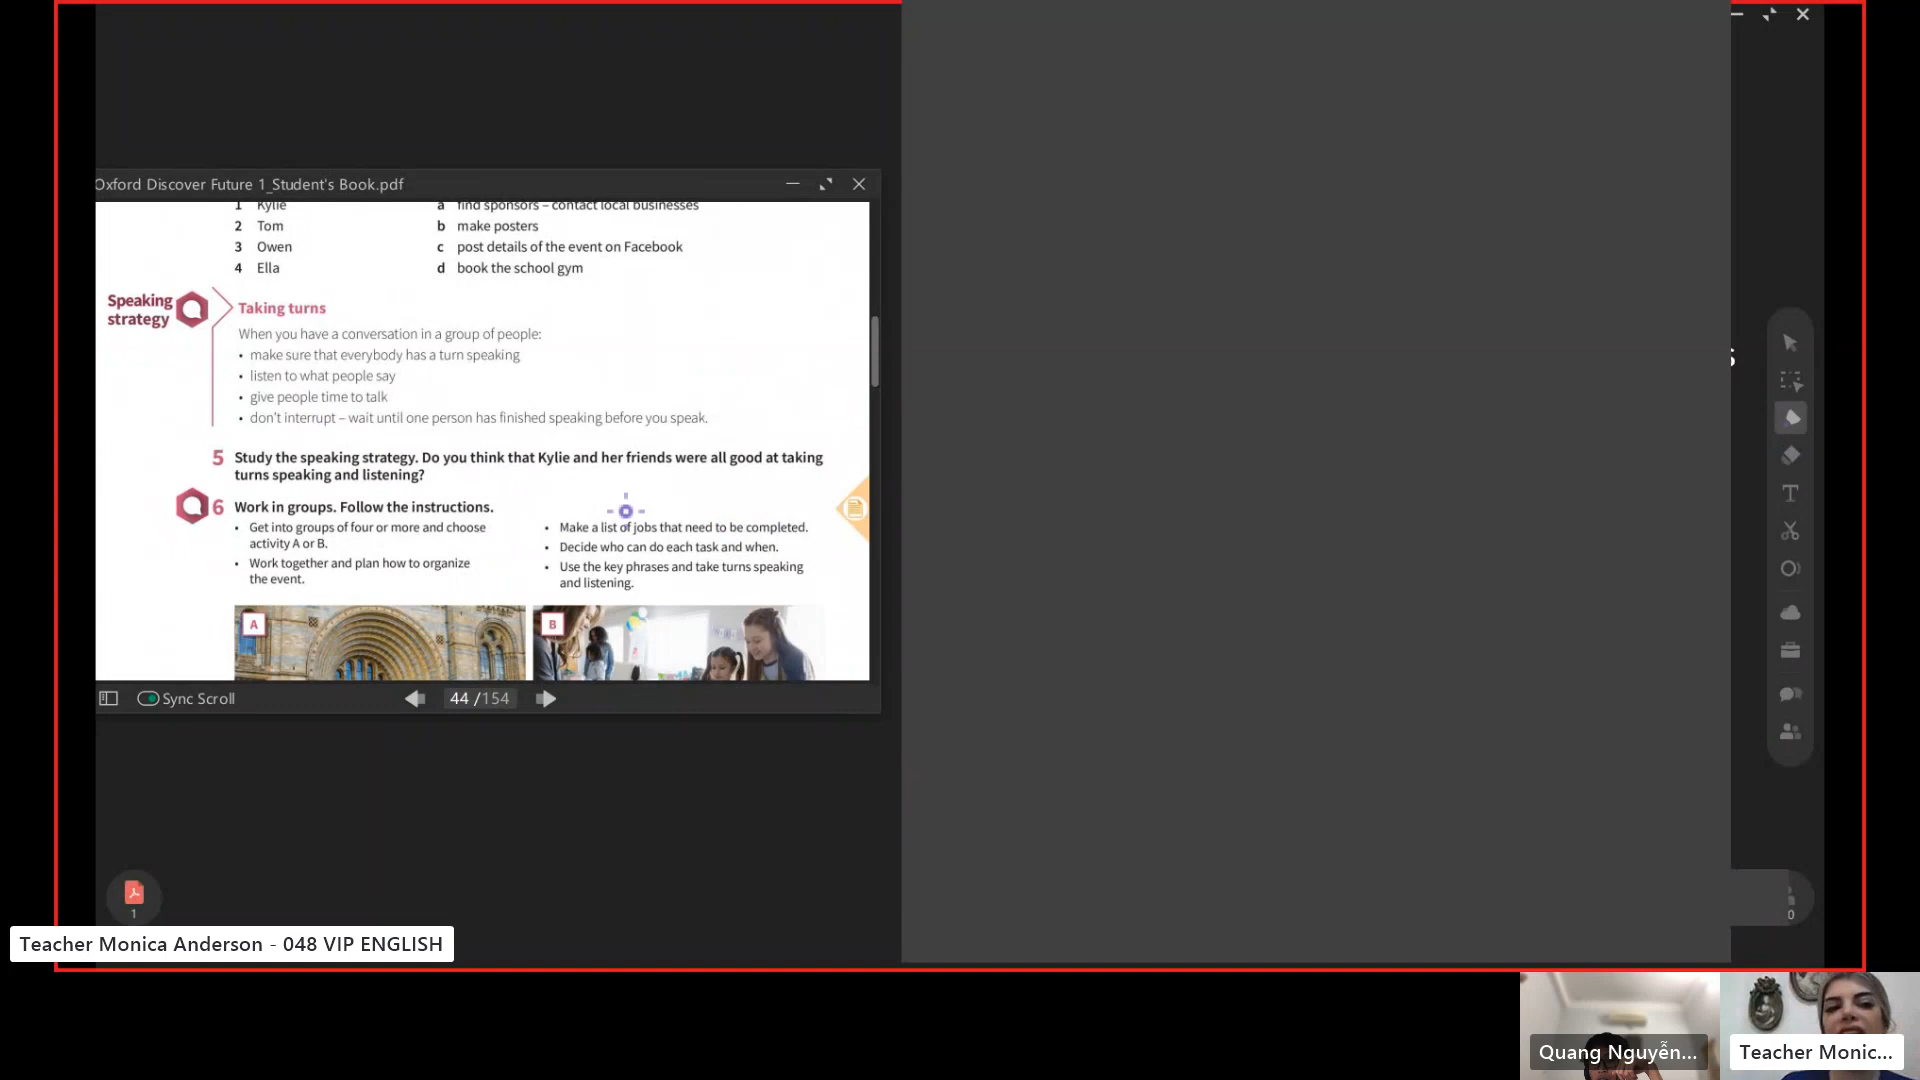 Oxford Discover Future 1_Student's Book.pdf
1 Kylie
a find sponsors – contact local businesses
2 Tom
b make posters
3 Owen
c post details of the event on Facebook
4 Ella
d book the school gym
Speaking
strategy
Taking turns
When you have a conversation in a group of people:
• make sure that everybody has a turn speaking
• listen to what people say
• give people time to talk
• don't interrupt – wait until one person has finished speaking before you speak.
5 Study the speaking strategy. Do you think that Kylie and her friends were all good at taking
turns speaking and listening?
6 Work in groups. Follow the instructions.
• Get into groups of four or more and choose
activity A or B.
• Work together and plan how to organize
the event.
• Make a list of jobs that need to be completed.
• Decide who can do each task and when.
• Use the key phrases and take turns speaking
and listening.
A
B
Sync Scroll
44 /154
1
0
Teacher Monica Anderson - 048 VIP ENGLISH
Quang Nguyễn...
Teacher Monic...